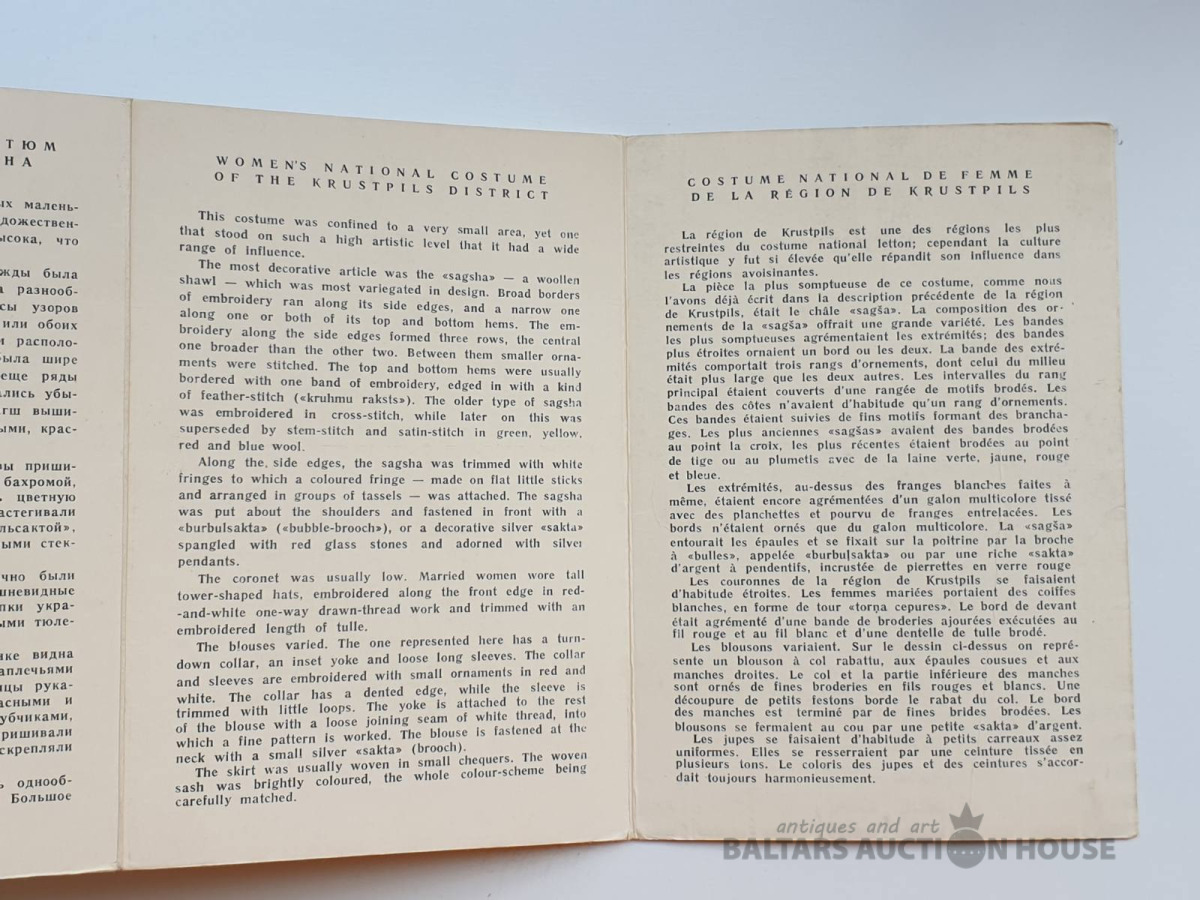 ТЮМ
НА
ых малень-
дожествен-
ысока, что
жды была
а разнооб-
сы узоров
или обоих
и располо-
ыла шире
еще ряды
ались убы-
агш выши-
ыми, крас-
ры приши-
бахромой,
цветную
астегивали
льсактой»,
ными стек-
чно были
шневидные
пки укра-
ыми тюле-
нке видна
аплечьями
ицы рука-
асными и
убчиками,
ришивали
скрепляли
ь однооб-
Большое
WOMEN'S NATIONAL COSTUME
OF THE KRUSTPILS DISTRICT
This costume was confined to a very small area, yet one
that stood on such a high artistic level that it had a wide
range of influence.
The most decorative article was the «sagsha» — a woollen
shawl — which was most variegated in design. Broad borders
of embroidery ran along its side edges, and a narrow one
along one or both of its top and bottom hems. The em-
broidery along the side edges formed three rows, the central
one broader than the other two. Between them smaller orna-
ments were stitched. The top and bottom hems were usually
bordered with one band of embroidery, edged in with a kind
of feather-stitch («kruhmu raksts»). The older type of sagsha
was embroidered in cross-stitch, while later on this was
superseded by stem-stitch and satin-stitch in green, yellow,
red and blue wool.
Along the side edges, the sagsha was trimmed with white
fringes to which a coloured fringe — made on flat little sticks
and arranged in groups of tassels — was attached. The sagsha
was put about the shoulders and fastened in front with a
«burbulsakta» («bubble-brooch»), or a decorative silver «sakta»
spangled with red glass stones and adorned with silver
pendants.
The coronet was usually low. Married women wore tall
tower-shaped hats, embroidered along the front edge in red-
-and-white one-way drawn-thread work and trimmed with an
embroidered length of tulle.
The blouses varied. The one represented here has a turn-
down collar, an inset yoke and loose long sleeves. The collar
and sleeves are embroidered with small ornaments in red and
white. The collar has a dented edge, while the sleeve is
trimmed with little loops. The yoke is attached to the rest
of the blouse with a loose joining seam of white thread, into
which a fine pattern is worked. The blouse is fastened at the
neck with a small silver «sakta» (brooch).
The skirt was usually woven in small chequers. The woven
sash was brightly coloured, the whole colour-scheme being
carefully matched.
COSTUME NATIONAL DE FEMME
DE LA RÉGION DE KRUSTPILS
La région de Krustpils est une des régions les plus
restreintes du costume national letton; cependant la culture
artistique y fut si élevée qu'elle répandit son influence dans
les régions avoisinantes.
La pièce la plus somptueuse de ce costume, comme nous
l'avons déjà écrit dans la description précédente de la région
de Krustpils, était le châle «sagša». La composition des or-
nements de la «sagša» offrait une grande variété. Les bandes
les plus somptueuses agrémentaient les extrémités; des bandes
plus étroites ornaient un bord ou les deux. La bande des extré-
mités comportait trois rangs d'ornements, dont celui du milieu
était plus large que les deux autres. Les intervalles du rang
principal étaient couverts d'une rangée de motifs brodés. Les
bandes des côtes n'avaient d'habitude qu'un rang d'ornements.
Ces bandes étaient suivies de fins motifs formant des brancha-
ges. Les plus anciennes «sagšas» avaient des bandes brodées
au point la croix, les plus récentes étaient brodées au point
de tige ou au plumetis avec de la laine verte, jaune, rouge
et bleue.
Les extrémités, au-dessus des franges blanches faites à
même, étaient encore agrémentées d'un galon multicolore tissé
avec des planchettes et pourvu de franges entrelacées. Les
bords n'étaient ornés que du galon multicolore. La «sagša»
entourait les épaules et se fixait sur la poitrine par la broche
à «bulles», appelée «burbuļsakta» ou par une riche «sakta»
d'argent à pendentifs, incrustée de pierrettes en verre rouge
Les couronnes de la région de Krustpils se faisaient
d'habitude étroites. Les femmes mariées portaient des coiffes
blanches, en forme de tour «torņa cepures». Le bord de devant
était agrémenté d'une bande de broderies ajourées exécutées au
fil rouge et au fil blanc et d'une dentelle de tulle brodé.
Les blousons variaient. Sur le dessin ci-dessus on repré-
sente un blouson à col rabattu, aux épaules cousues et aux
manches droites. Le col et la partie inférieure des manches
sont ornés de fines broderies en fils rouges et blancs. Une
découpure de petits festons borde le rabat du col. Le bord
des manches est terminé par de fines brides brodées. Les
blousons se fermaient au cou par une petite «sakta» d'argent.
Les jupes se faisaient d'habitude à petits carreaux assez
uniformes. Elles se resserraient par une ceinture tissée en
plusieurs tons. Le coloris des jupes et des ceintures s'accor-
dait toujours harmonieusement.
antiques and art
BALTARS AUCTION HOUSE